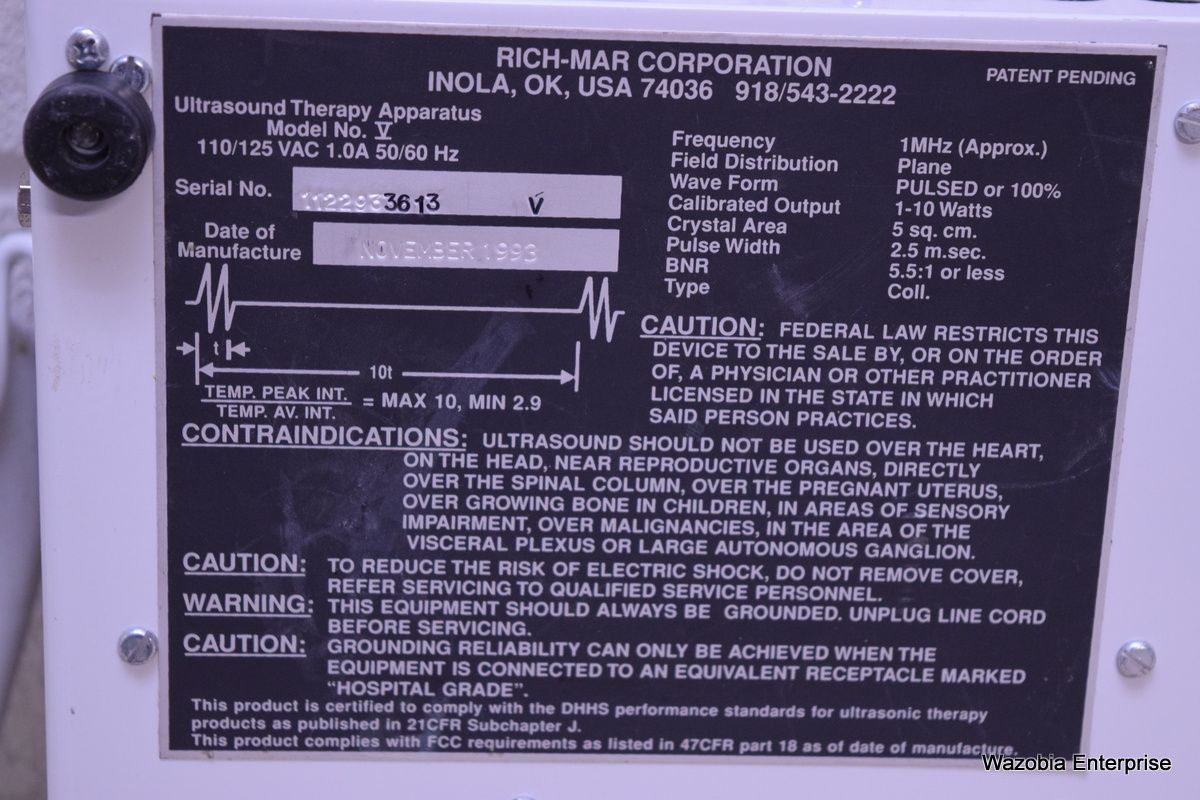 RICH-MAR CORPORATION
INOLA, OK, USA 74036 918/543-2222
PATENT PENDING
Ultrasound Therapy Apparatus
Model No. V
110/125 VAC 1.0A 50/60 Hz
Serial No. 1122933613 V
Date of
Manufacture NOVEMBER 1993
Frequency 1MHz (Approx.)
Field Distribution Plane
Wave Form PULSED or 100%
Calibrated Output 1-10 Watts
Crystal Area 5 sq. cm.
Pulse Width 2.5 m.sec.
BNR 5.5:1 or less
Type Coll.
t
10t
TEMP. PEAK INT.
TEMP. AV. INT.
= MAX 10, MIN 2.9
CAUTION: FEDERAL LAW RESTRICTS THIS
DEVICE TO THE SALE BY, OR ON THE ORDER
OF, A PHYSICIAN OR OTHER PRACTITIONER
LICENSED IN THE STATE IN WHICH
SAID PERSON PRACTICES.
CONTRAINDICATIONS: ULTRASOUND SHOULD NOT BE USED OVER THE HEART,
ON THE HEAD, NEAR REPRODUCTIVE ORGANS, DIRECTLY
OVER THE SPINAL COLUMN, OVER THE PREGNANT UTERUS,
OVER GROWING BONE IN CHILDREN, IN AREAS OF SENSORY
IMPAIRMENT, OVER MALIGNANCIES, IN THE AREA OF THE
VISCERAL PLEXUS OR LARGE AUTONOMOUS GANGLION.
CAUTION: TO REDUCE THE RISK OF ELECTRIC SHOCK, DO NOT REMOVE COVER,
REFER SERVICING TO QUALIFIED SERVICE PERSONNEL.
WARNING: THIS EQUIPMENT SHOULD ALWAYS BE GROUNDED. UNPLUG LINE CORD
BEFORE SERVICING.
CAUTION: GROUNDING RELIABILITY CAN ONLY BE ACHIEVED WHEN THE
EQUIPMENT IS CONNECTED TO AN EQUIVALENT RECEPTACLE MARKED
"HOSPITAL GRADE".
This product is certified to comply with the DHHS performance standards for ultrasonic therapy
products as published in 21CFR Subchapter J.
This product complies with FCC requirements as listed in 47CFR part 18 as of date of manufacture.
Wazobia Enterprise